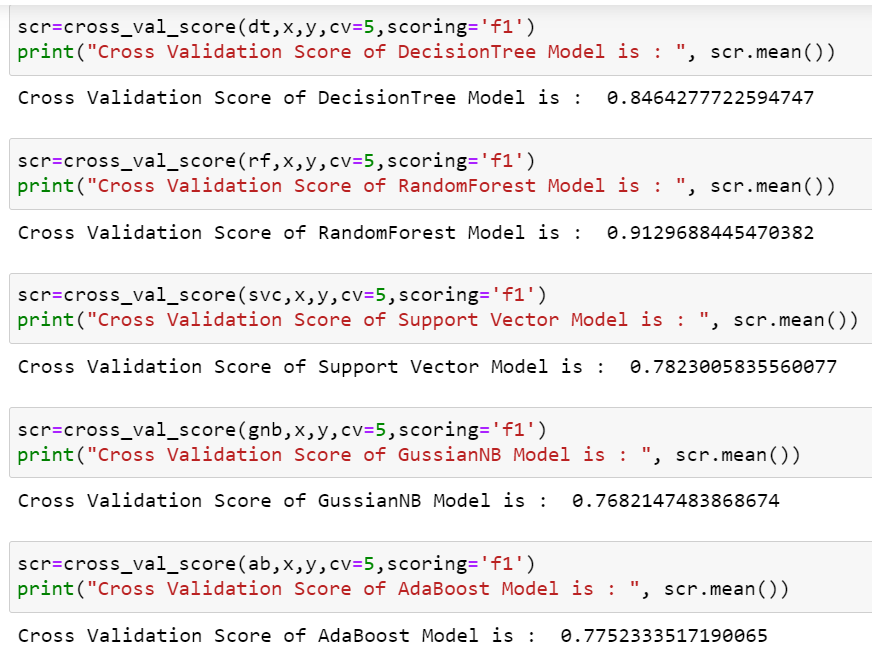 scr=cross_val_score(dt,x,y,cv=5,scoring='f1')
print("Cross Validation Score of DecisionTree Model is : ", scr.mean())
Cross Validation Score of DecisionTree Model is :  0.8464277722594747
scr=cross_val_score(rf,x,y,cv=5,scoring='f1')
print("Cross Validation Score of RandomForest Model is : ", scr.mean())
Cross Validation Score of RandomForest Model is :  0.9129688445470382
scr=cross_val_score(svc,x,y,cv=5,scoring='f1')
print("Cross Validation Score of Support Vector Model is : ", scr.mean())
Cross Validation Score of Support Vector Model is :  0.7823005835560077
scr=cross_val_score(gnb,x,y,cv=5,scoring='f1')
print("Cross Validation Score of GussianNB Model is : ", scr.mean())
Cross Validation Score of GussianNB Model is :  0.7682147483868674
scr=cross_val_score(ab,x,y,cv=5,scoring='f1')
print("Cross Validation Score of AdaBoost Model is : ", scr.mean())
Cross Validation Score of AdaBoost Model is :  0.7752333517190065